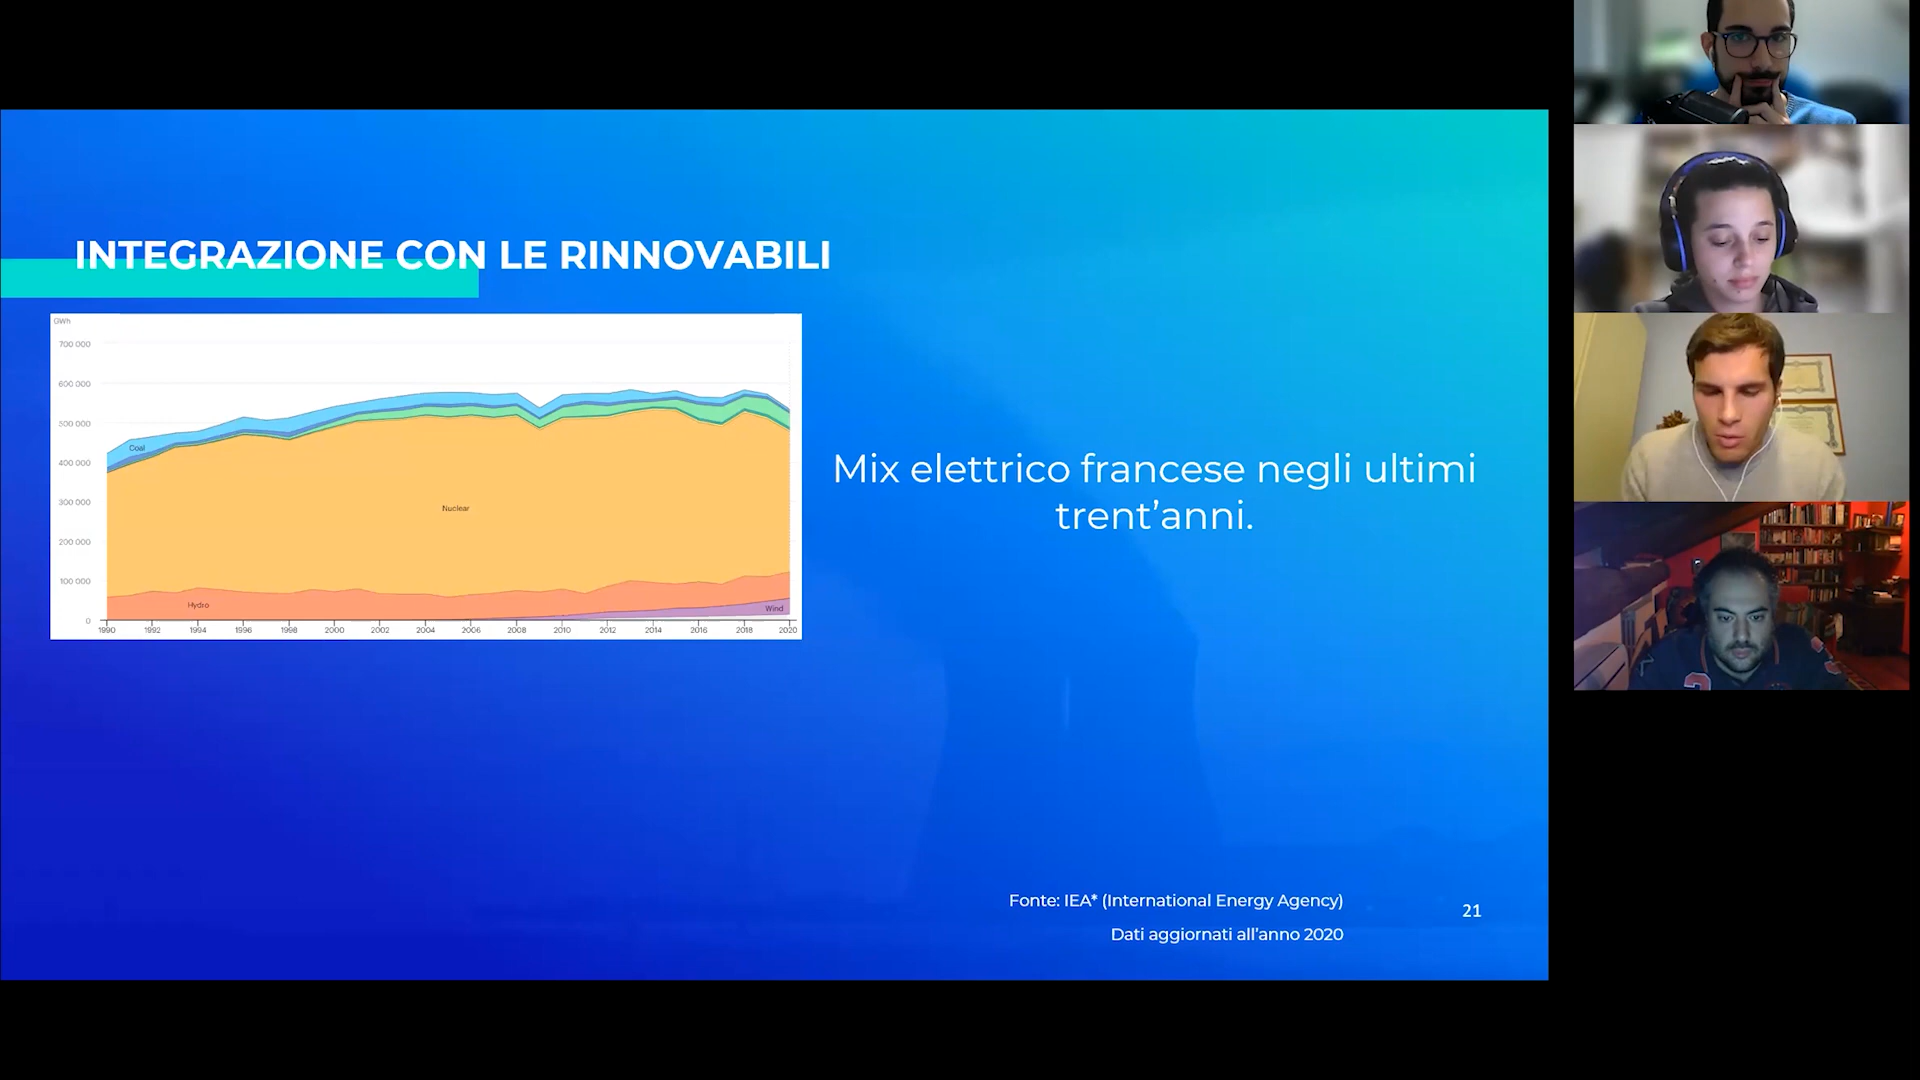 INTEGRAZIONE CON LE RINNOVABILI
GWh
700 000
600 000
500 000
400 000
300 000
200 000
100 000
0
Coal
Nuclear
Hydro
Wind
1990 1992 1994 1996 1998 2000 2002 2004 2006 2008 2010 2012 2014 2016 2018 2020
Mix elettrico francese negli ultimi
trent’anni.
Fonte: IEA* (International Energy Agency)
Dati aggiornati all’anno 2020
21